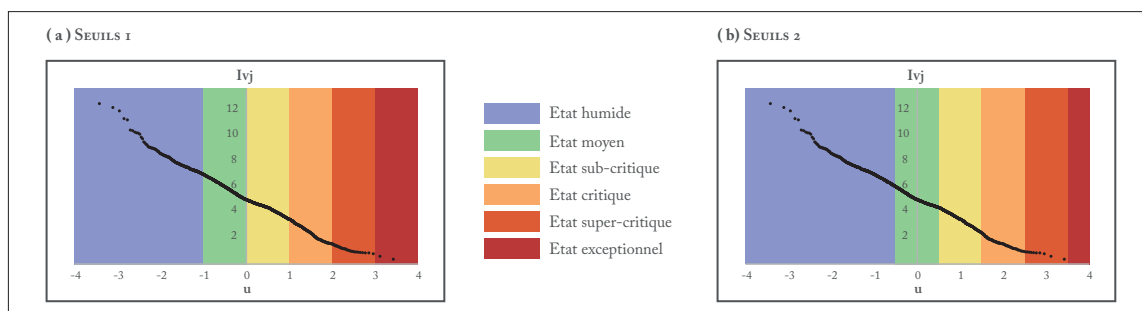 ( a ) SEUILS 1
Ivj
12
10
8
6
4
2
-4 -3 -2 -1 0 1 2 3 4
u
Etat humide
Etat moyen
Etat sub-critique
Etat critique
Etat super-critique
Etat exceptionnel
( b) SEUILS 2
Ivj
12
10
8
6
4
2
-4 -3 -2 -1 0 1 2 3 4
u